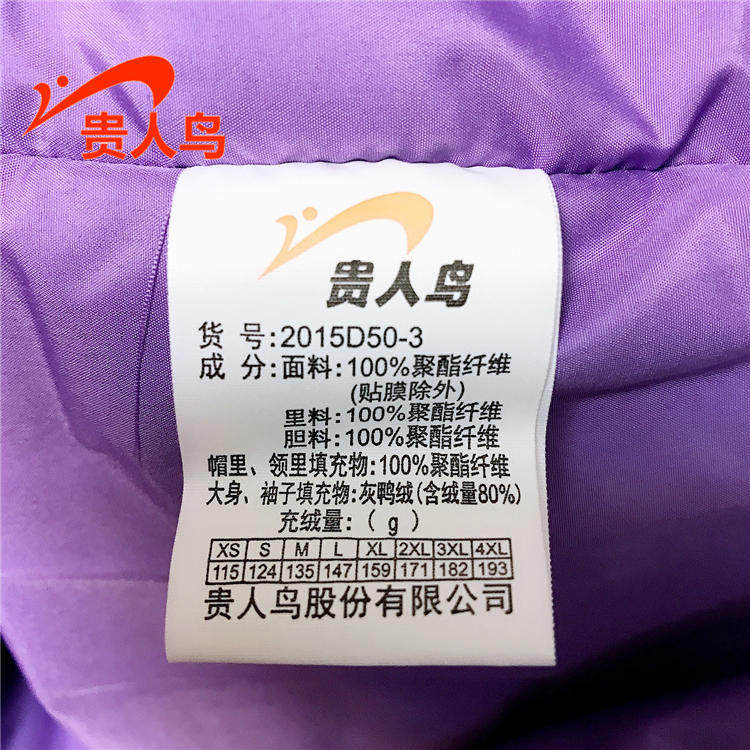 贵人鸟
贵人鸟
货 号:2015D50-3
成 分:面料:100%聚酯纤维
(贴膜除外)
里料:100%聚酯纤维
胆料:100%聚酯纤维
帽里、领里填充物:100%聚酯纤维
大身、袖子填充物:灰鸭绒(含绒量80%)
充绒量:( g )
XS S M L XL 2XL 3XL 4XL
115 124 135 147 159 171 182 193
贵人鸟股份有限公司